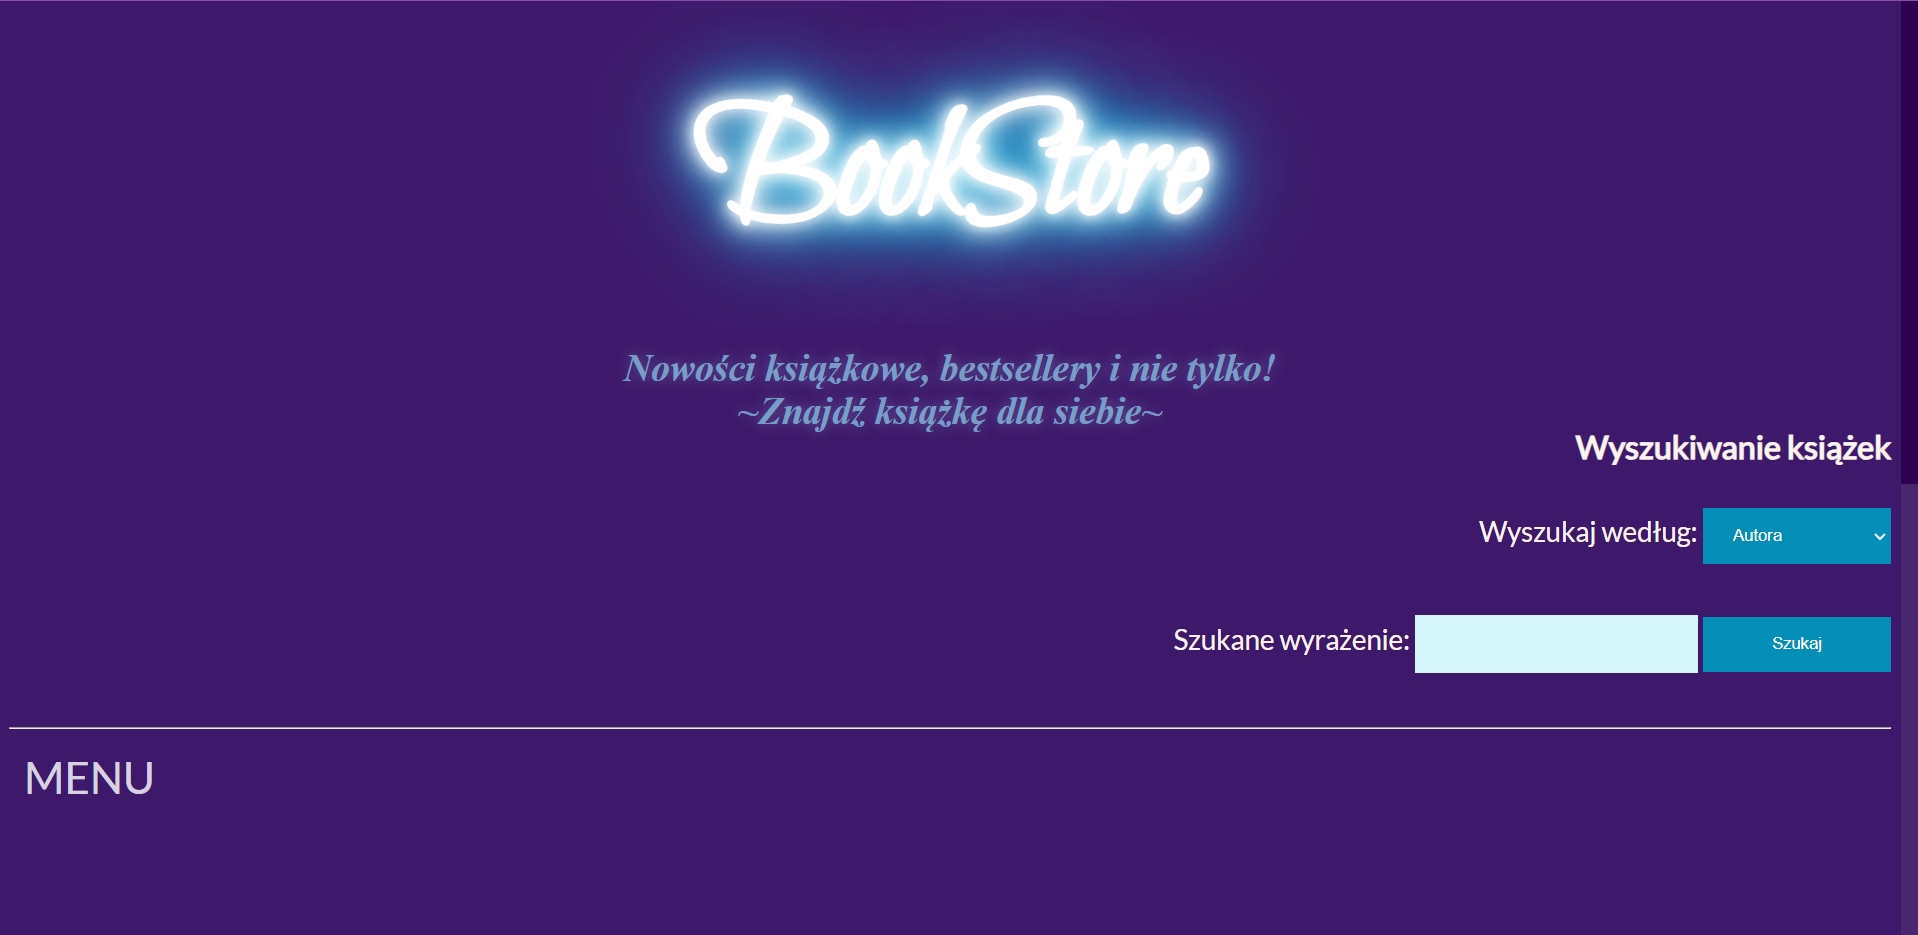 BookStore
Nowości książkowe, bestsellery i nie tylko!
~Znajdź książkę dla siebie~
Wyszukiwanie książek
Wyszukaj według: Autora
Szukane wyrażenie: Szukaj
MENU